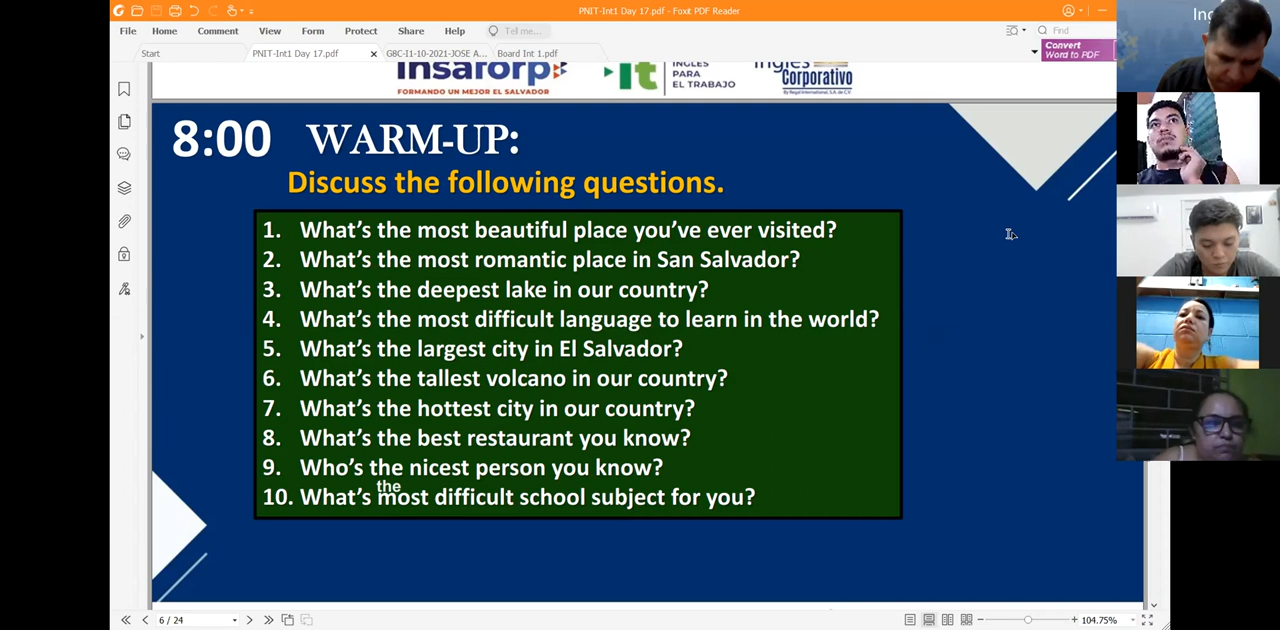 PNIT-Int1 Day 17.pdf - Foxit PDF Reader
File Home Comment View Form Protect Share Help Tell me... Find
Start PNIT-Int1 Day 17.pdf G8C-I1-10-2021-JOSE A... Board Int 1.pdf
Convert
Word to PDF
insaforp
FORMANDO UN MEJOR EL SALVADOR
it
INGLÉS
PARA
EL TRABAJO
Inglés
Corporativo
8:00 WARM-UP:
Discuss the following questions.
1. What's the most beautiful place you've ever visited?
2. What's the most romantic place in San Salvador?
3. What's the deepest lake in our country?
4. What's the most difficult language to learn in the world?
5. What's the largest city in El Salvador?
6. What's the tallest volcano in our country?
7. What's the hottest city in our country?
8. What's the best restaurant you know?
9. Who's the nicest person you know?
the
10. What's most difficult school subject for you?
6 / 24
104.75%